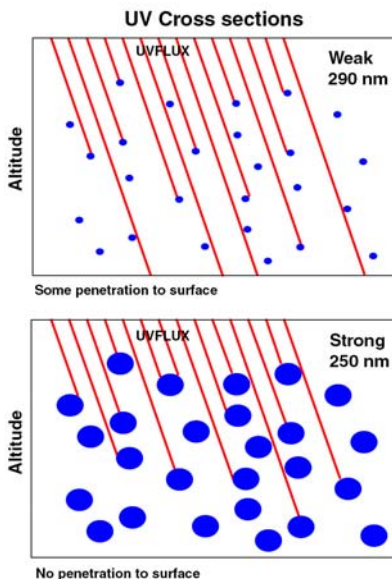 UV Cross sections
UVFLUX
Weak
290 nm
Altitude
Some penetration to surface
UVFLUX
Strong
250 nm
Altitude
No penetration to surface